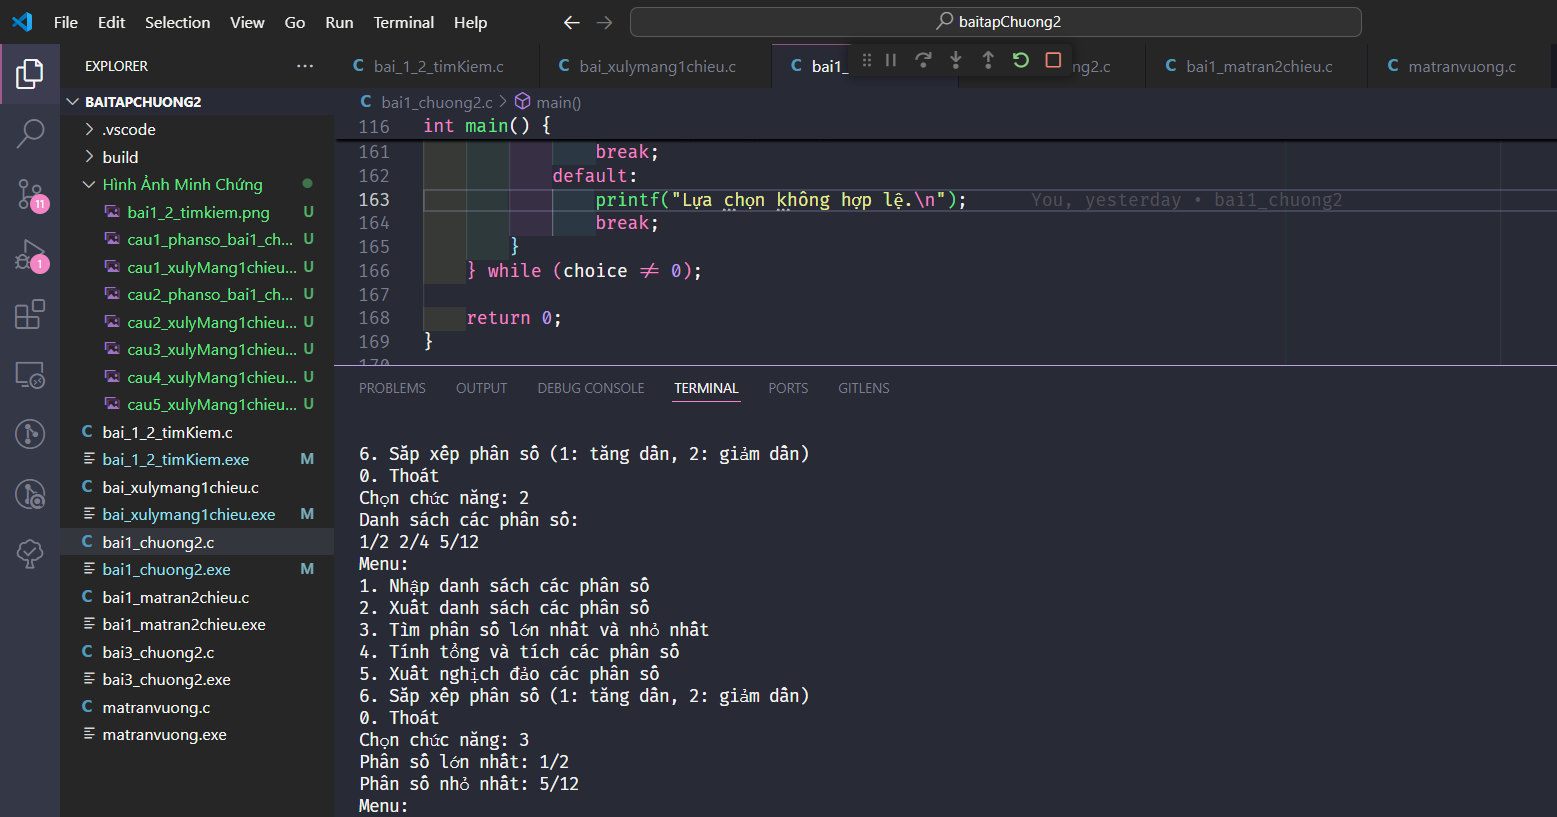 File Edit Selection View Go Run Terminal Help
baitapChuong2
EXPLORER
BAITAPCHUONG2
.vscode
build
Hình Ảnh Minh Chứng
bai1_2_timkiem.png U
cau1_phanso_bai1_ch... U
cau1_xulyMang1chieu... U
cau2_phanso_bai1_ch... U
cau2_xulyMang1chieu... U
cau3_xulyMang1chieu... U
cau4_xulyMang1chieu... U
cau5_xulyMang1chieu... U
C bai_1_2_timKiem.c
bai_1_2_timKiem.exe M
C bai_xulymang1chieu.c
bai_xulymang1chieu.exe M
C bai1_chuong2.c
bai1_chuong2.exe M
C bai1_matran2chieu.c
bai1_matran2chieu.exe
C bai3_chuong2.c
bai3_chuong2.exe
C matranvuong.c
matranvuong.exe
11
1
C bai_1_2_timKiem.c C bai_xulymang1chieu.c C bai1_ ng2.c C bai1_matran2chieu.c C matranvuong.c
C bai1_chuong2.c > main()
116 int main() {
161 break;
162 default:
163 printf("Lựa chọn không hợp lệ.\n"); You, yesterday • bai1_chuong2
164 break;
165 }
166 } while (choice ≠ 0);
167
168 return 0;
169 }
170
PROBLEMS OUTPUT DEBUG CONSOLE TERMINAL PORTS GITLENS
6. Sắp xếp phân số (1: tăng dần, 2: giảm dần)
0. Thoát
Chọn chức năng: 2
Danh sách các phân số:
1/2 2/4 5/12
Menu:
1. Nhập danh sách các phân số
2. Xuất danh sách các phân số
3. Tìm phân số lớn nhất và nhỏ nhất
4. Tính tổng và tích các phân số
5. Xuất nghịch đảo các phân số
6. Sắp xếp phân số (1: tăng dần, 2: giảm dần)
0. Thoát
Chọn chức năng: 3
Phân số lớn nhất: 1/2
Phân số nhỏ nhất: 5/12
Menu: